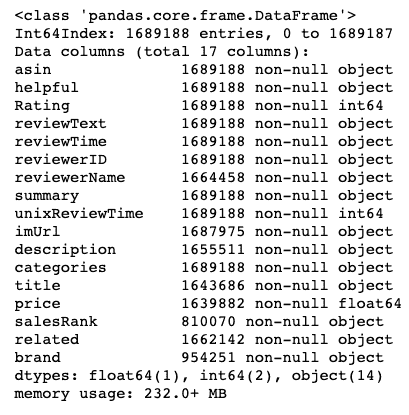 <class 'pandas.core.frame.DataFrame'>
Int64Index: 1689188 entries, 0 to 1689187
Data columns (total 17 columns):
asin              1689188 non-null object
helpful           1689188 non-null object
Rating            1689188 non-null int64
reviewText        1689188 non-null object
reviewTime        1689188 non-null object
reviewerID        1689188 non-null object
reviewerName      1664458 non-null object
summary           1689188 non-null object
unixReviewTime    1689188 non-null int64
imUrl             1687975 non-null object
description       1655511 non-null object
categories        1689188 non-null object
title             1643686 non-null object
price             1639882 non-null float64
salesRank         810070 non-null object
related           1662142 non-null object
brand             954251 non-null object
dtypes: float64(1), int64(2), object(14)
memory usage: 232.0+ MB